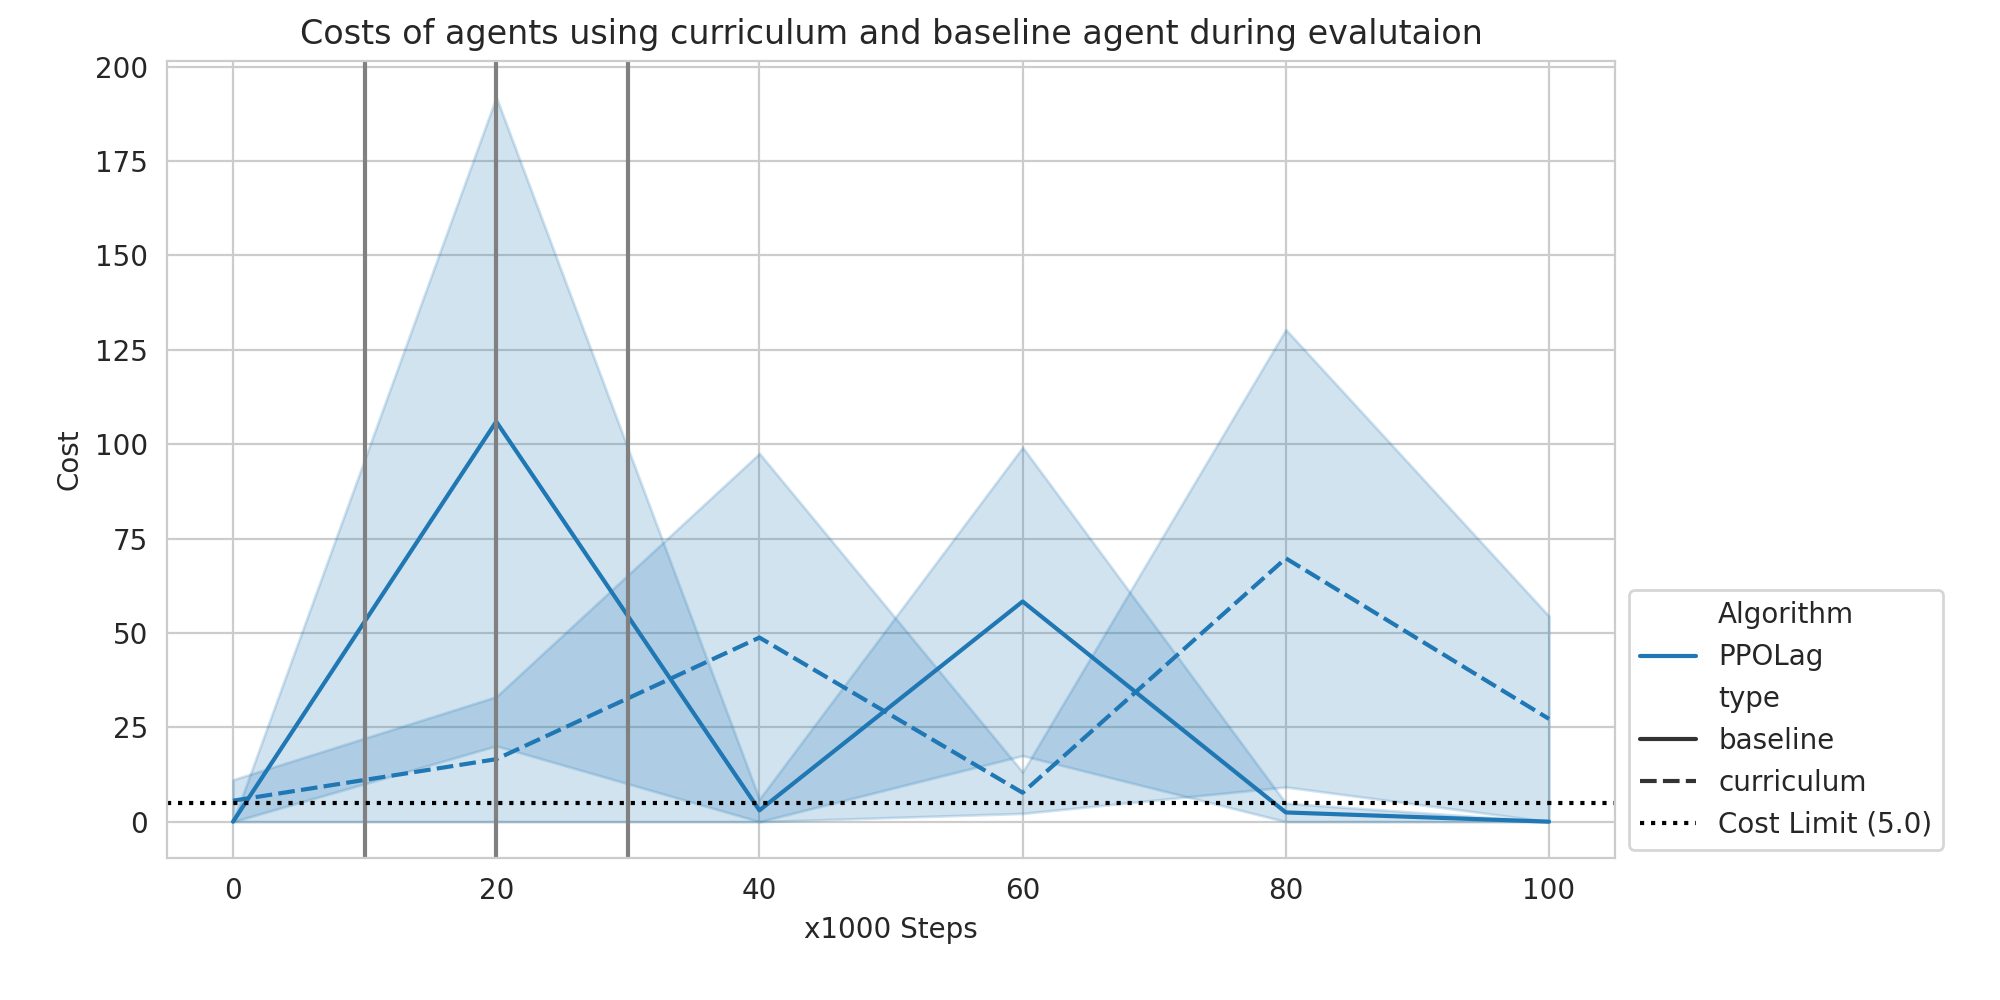 Costs of agents using curriculum and baseline agent during evalutaion
200
175
150
125
100
75
50
25
0
Cost
0 20 40 60 80 100
x1000 Steps
Algorithm
PPOLag
type
baseline
curriculum
Cost Limit (5.0)